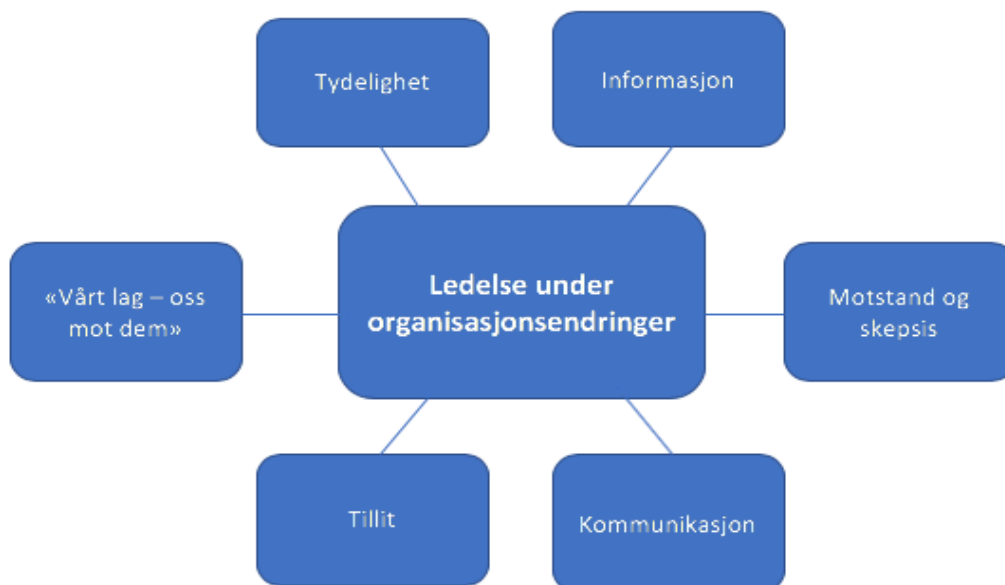 Tydelighet
Informasjon
«Vårt lag – oss
mot dem»
Ledelse under
organisasjonsendringer
Motstand og
skepsis
Tillit
Kommunikasjon